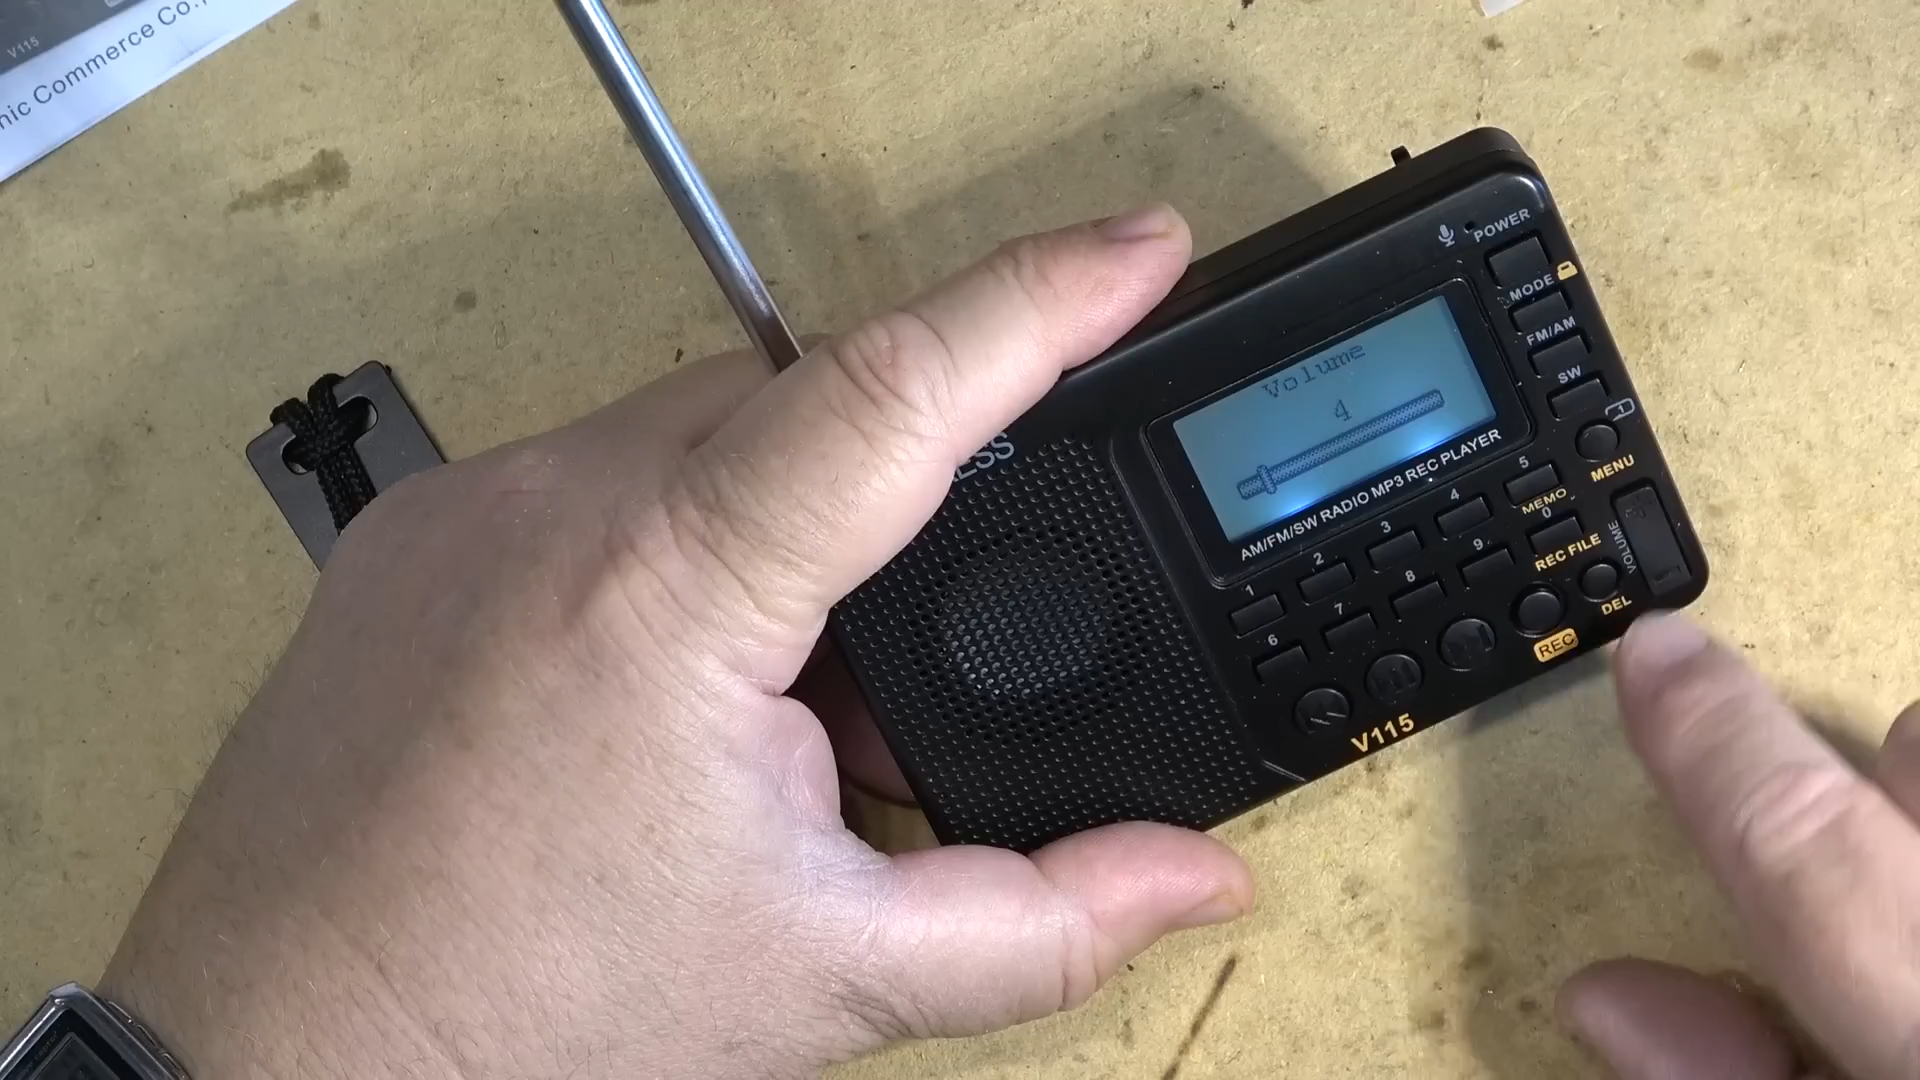 V115
nic Commerce Co.,
POWER
MODE
FM/AM
SW
MENU
Volume
4
AM/FM/SW RADIO MP3 REC PLAYER
1 2 3 4 5
MEMO
6 7 8 9 0
REC FILE
VOLUME
DEL
REC
V115